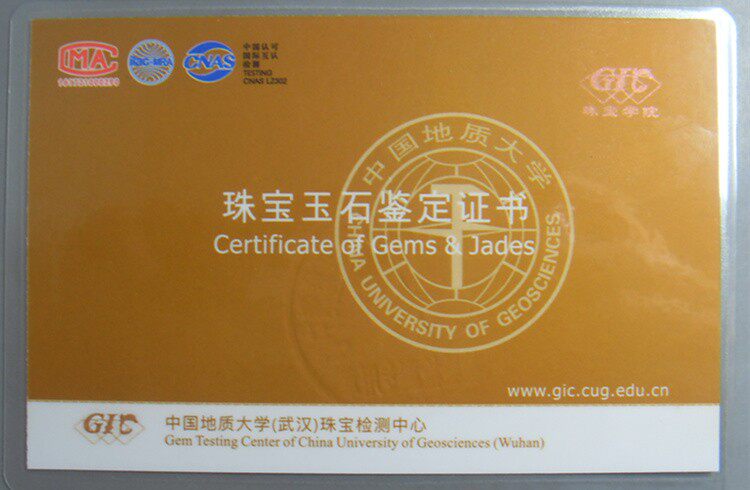 MAC
ILAC-MRA
CNAS
中国认可
国际互认
检测
TESTING
CNAS L2302
GIC
珠宝学院
中国地质大学
珠宝玉石鉴定证书
Certificate of Gems & Jades
CHINA UNIVERSITY OF GEOSCIENCES
www.gic.cug.edu.cn
GIC
中国地质大学(武汉)珠宝检测中心
Gem Testing Center of China University of Geosciences (Wuhan)